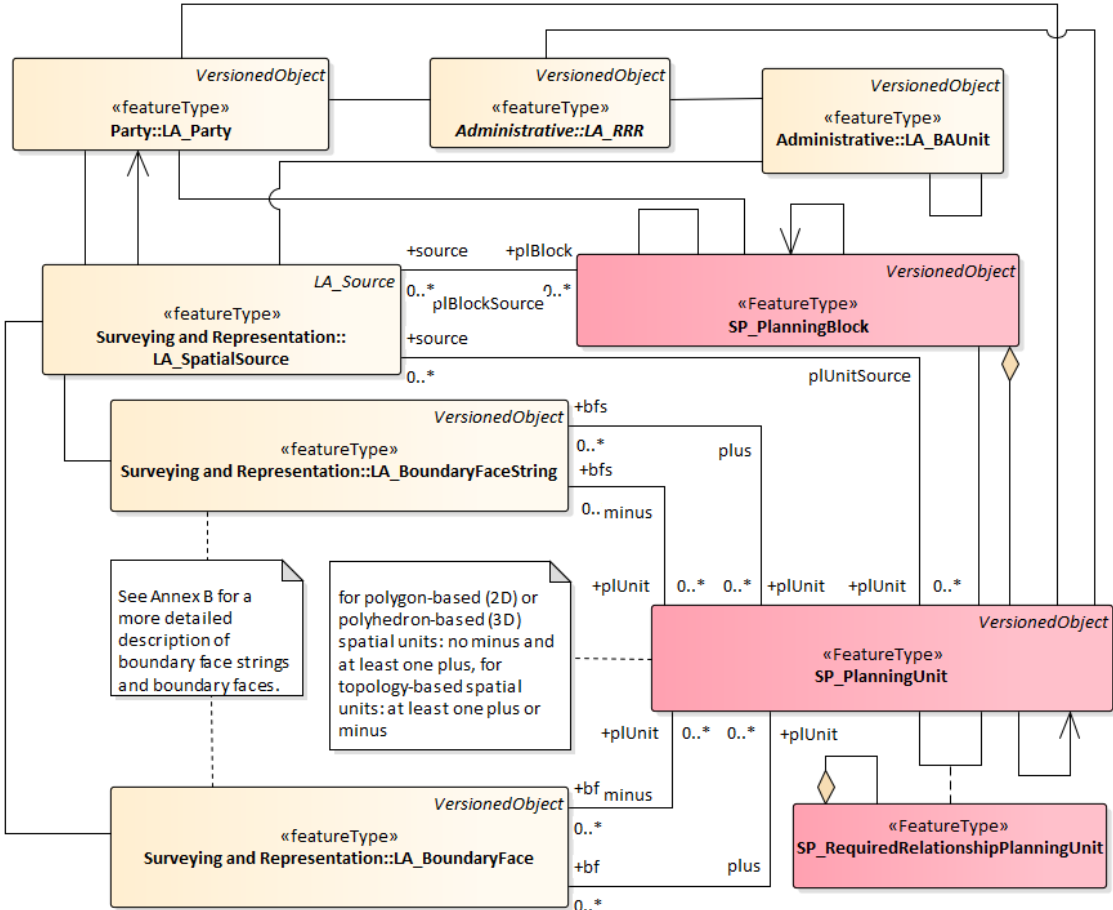 VersionedObject
«featureType»
Party::LA_Party
VersionedObject
«featureType»
Administrative::LA_RRR
VersionedObject
«featureType»
Administrative::LA_BAUnit
LA_Source
«featureType»
Surveying and Representation::
LA_SpatialSource
+source
+plBlock
0..*
plBlockSource
0..*
+source
0..*
plUnitSource
VersionedObject
«FeatureType»
SP_PlanningBlock
VersionedObject
«featureType»
Surveying and Representation::LA_BoundaryFaceString
+bfs
0..*
plus
+bfs
0..
minus
See Annex B for a
more detailed
description of
boundary face strings
and boundary faces.
for polygon-based (2D) or
polyhedron-based (3D)
spatial units: no minus and
at least one plus, for
topology-based spatial
units: at least one plus or
minus
+plUnit
0..*
0..*
+plUnit
+plUnit
0..*
VersionedObject
«FeatureType»
SP_PlanningUnit
+plUnit
0..*
0..*
+plUnit
VersionedObject
«featureType»
Surveying and Representation::LA_BoundaryFace
+bf
minus
0..*
+bf
plus
0..*
«FeatureType»
SP_RequiredRelationshipPlanningUnit